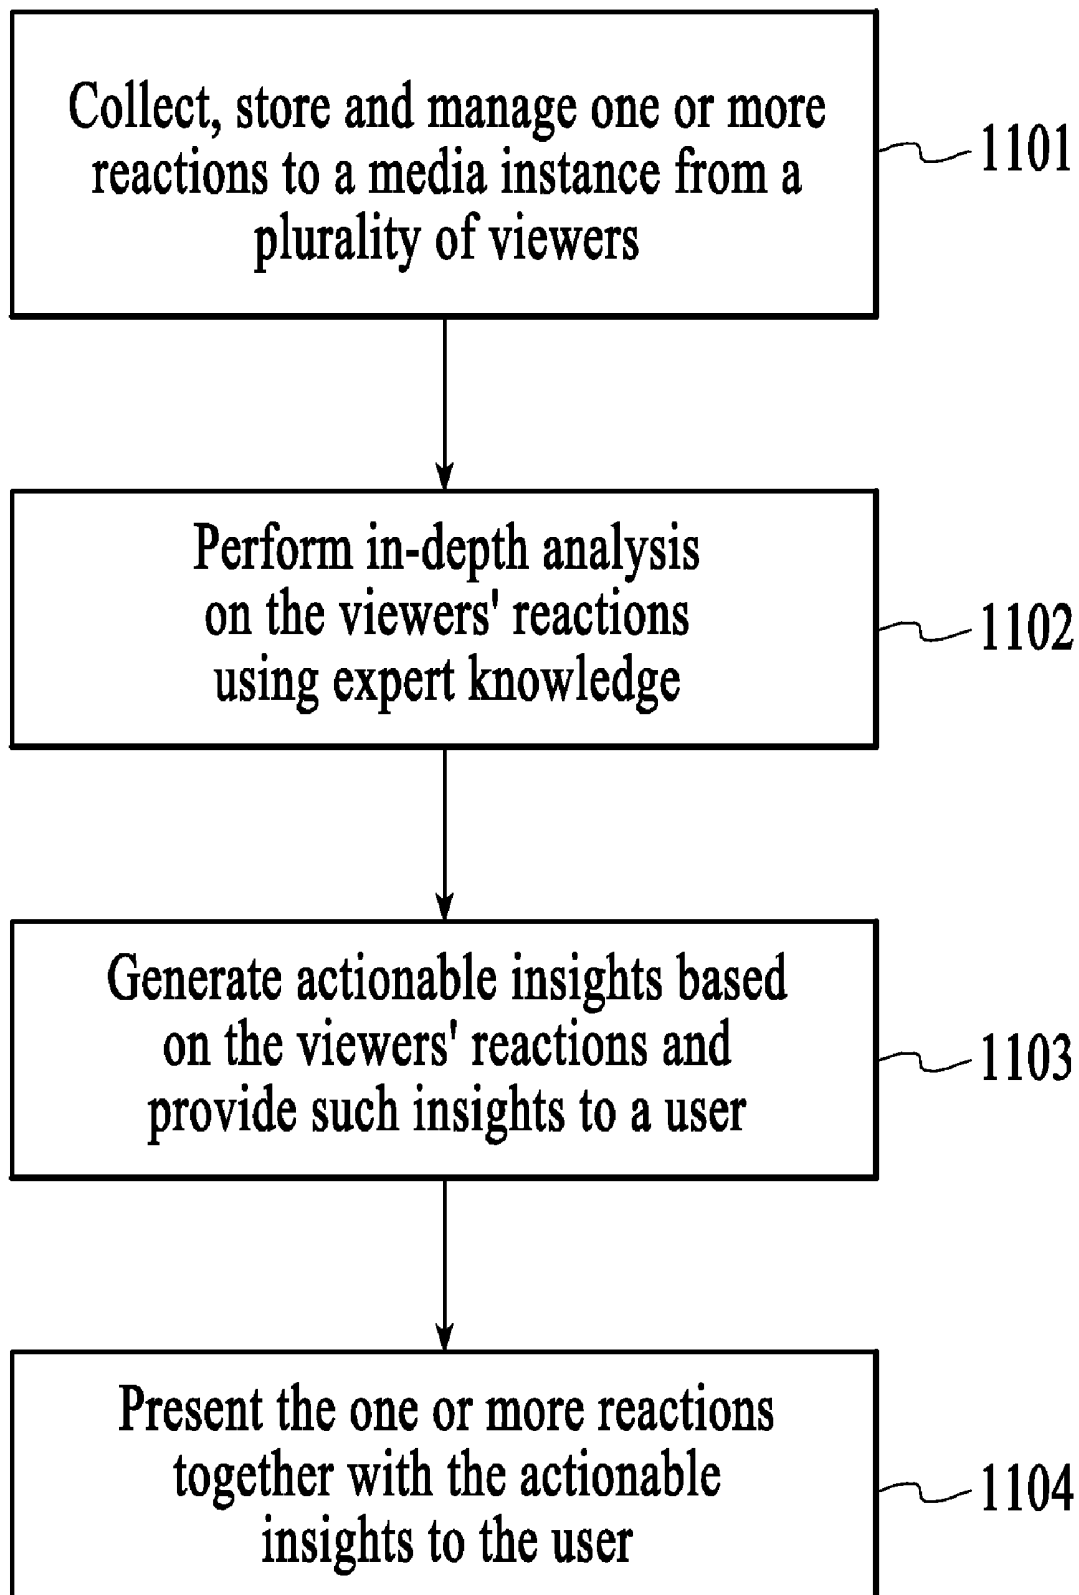 Collect, store and manage one or more
reactions to a media instance from a
plurality of viewers
1101
Perform in-depth analysis
on the viewers' reactions
using expert knowledge
1102
Generate actionable insights based
on the viewers' reactions and
provide such insights to a user
1103
Present the one or more reactions
together with the actionable
insights to the user
1104